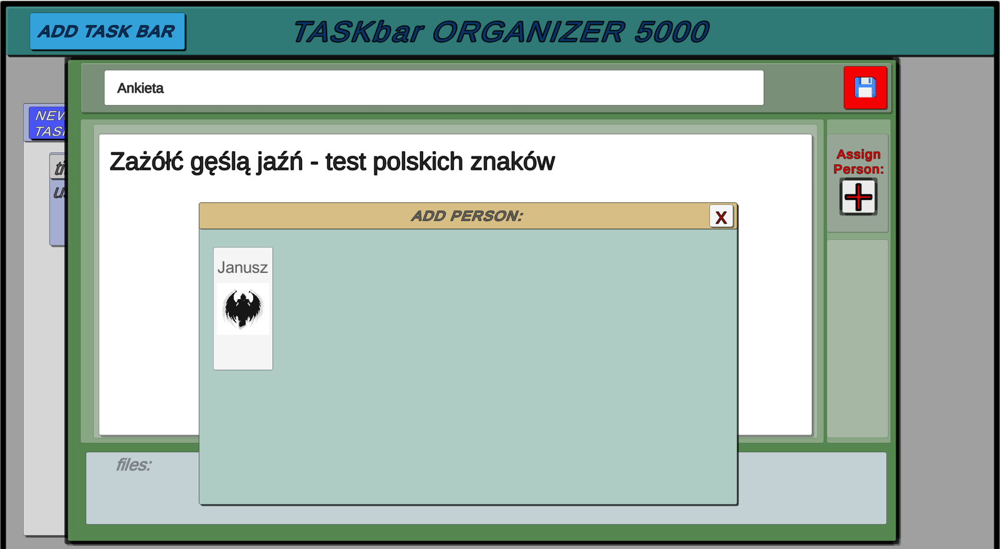 ADD TASK BAR
TASKbar ORGANIZER 5000
Ankieta
Zażółć gęślą jaźń - test polskich znaków
Assign
Person:
ADD PERSON:
X
Janusz
files: